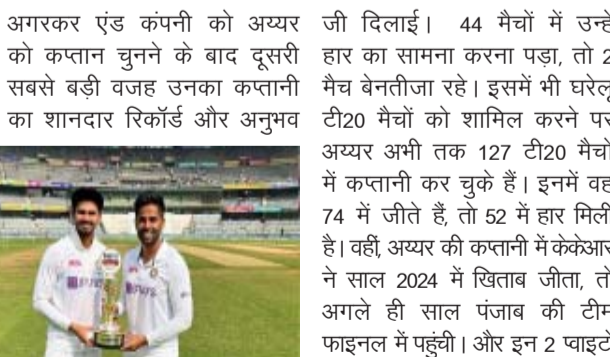 अगरकर एंड कंपनी को अय्यर
को कप्तान चुनने के बाद दूसरी
सबसे बड़ी वजह उनका कप्तानी
का शानदार रिकॉर्ड और अनुभव
जी दिलाई। 44 मैचों में उन्हे
हार का सामना करना पड़ा, तो 2
मैच बेनतीजा रहे। इसमें भी घरेलू
टी20 मैचों को शामिल करने पर
अय्यर अभी तक 127 टी20 मैचो
में कप्तानी कर चुके हैं। इनमें वह
74 में जीते हैं, तो 52 में हार मिली
है। वहीं, अय्यर की कप्तानी में केकेआर
ने साल 2024 में खिताब जीता, तो
अगले ही साल पंजाब की टीम
फाइनल में पहुंची। और इन 2 प्वाइट